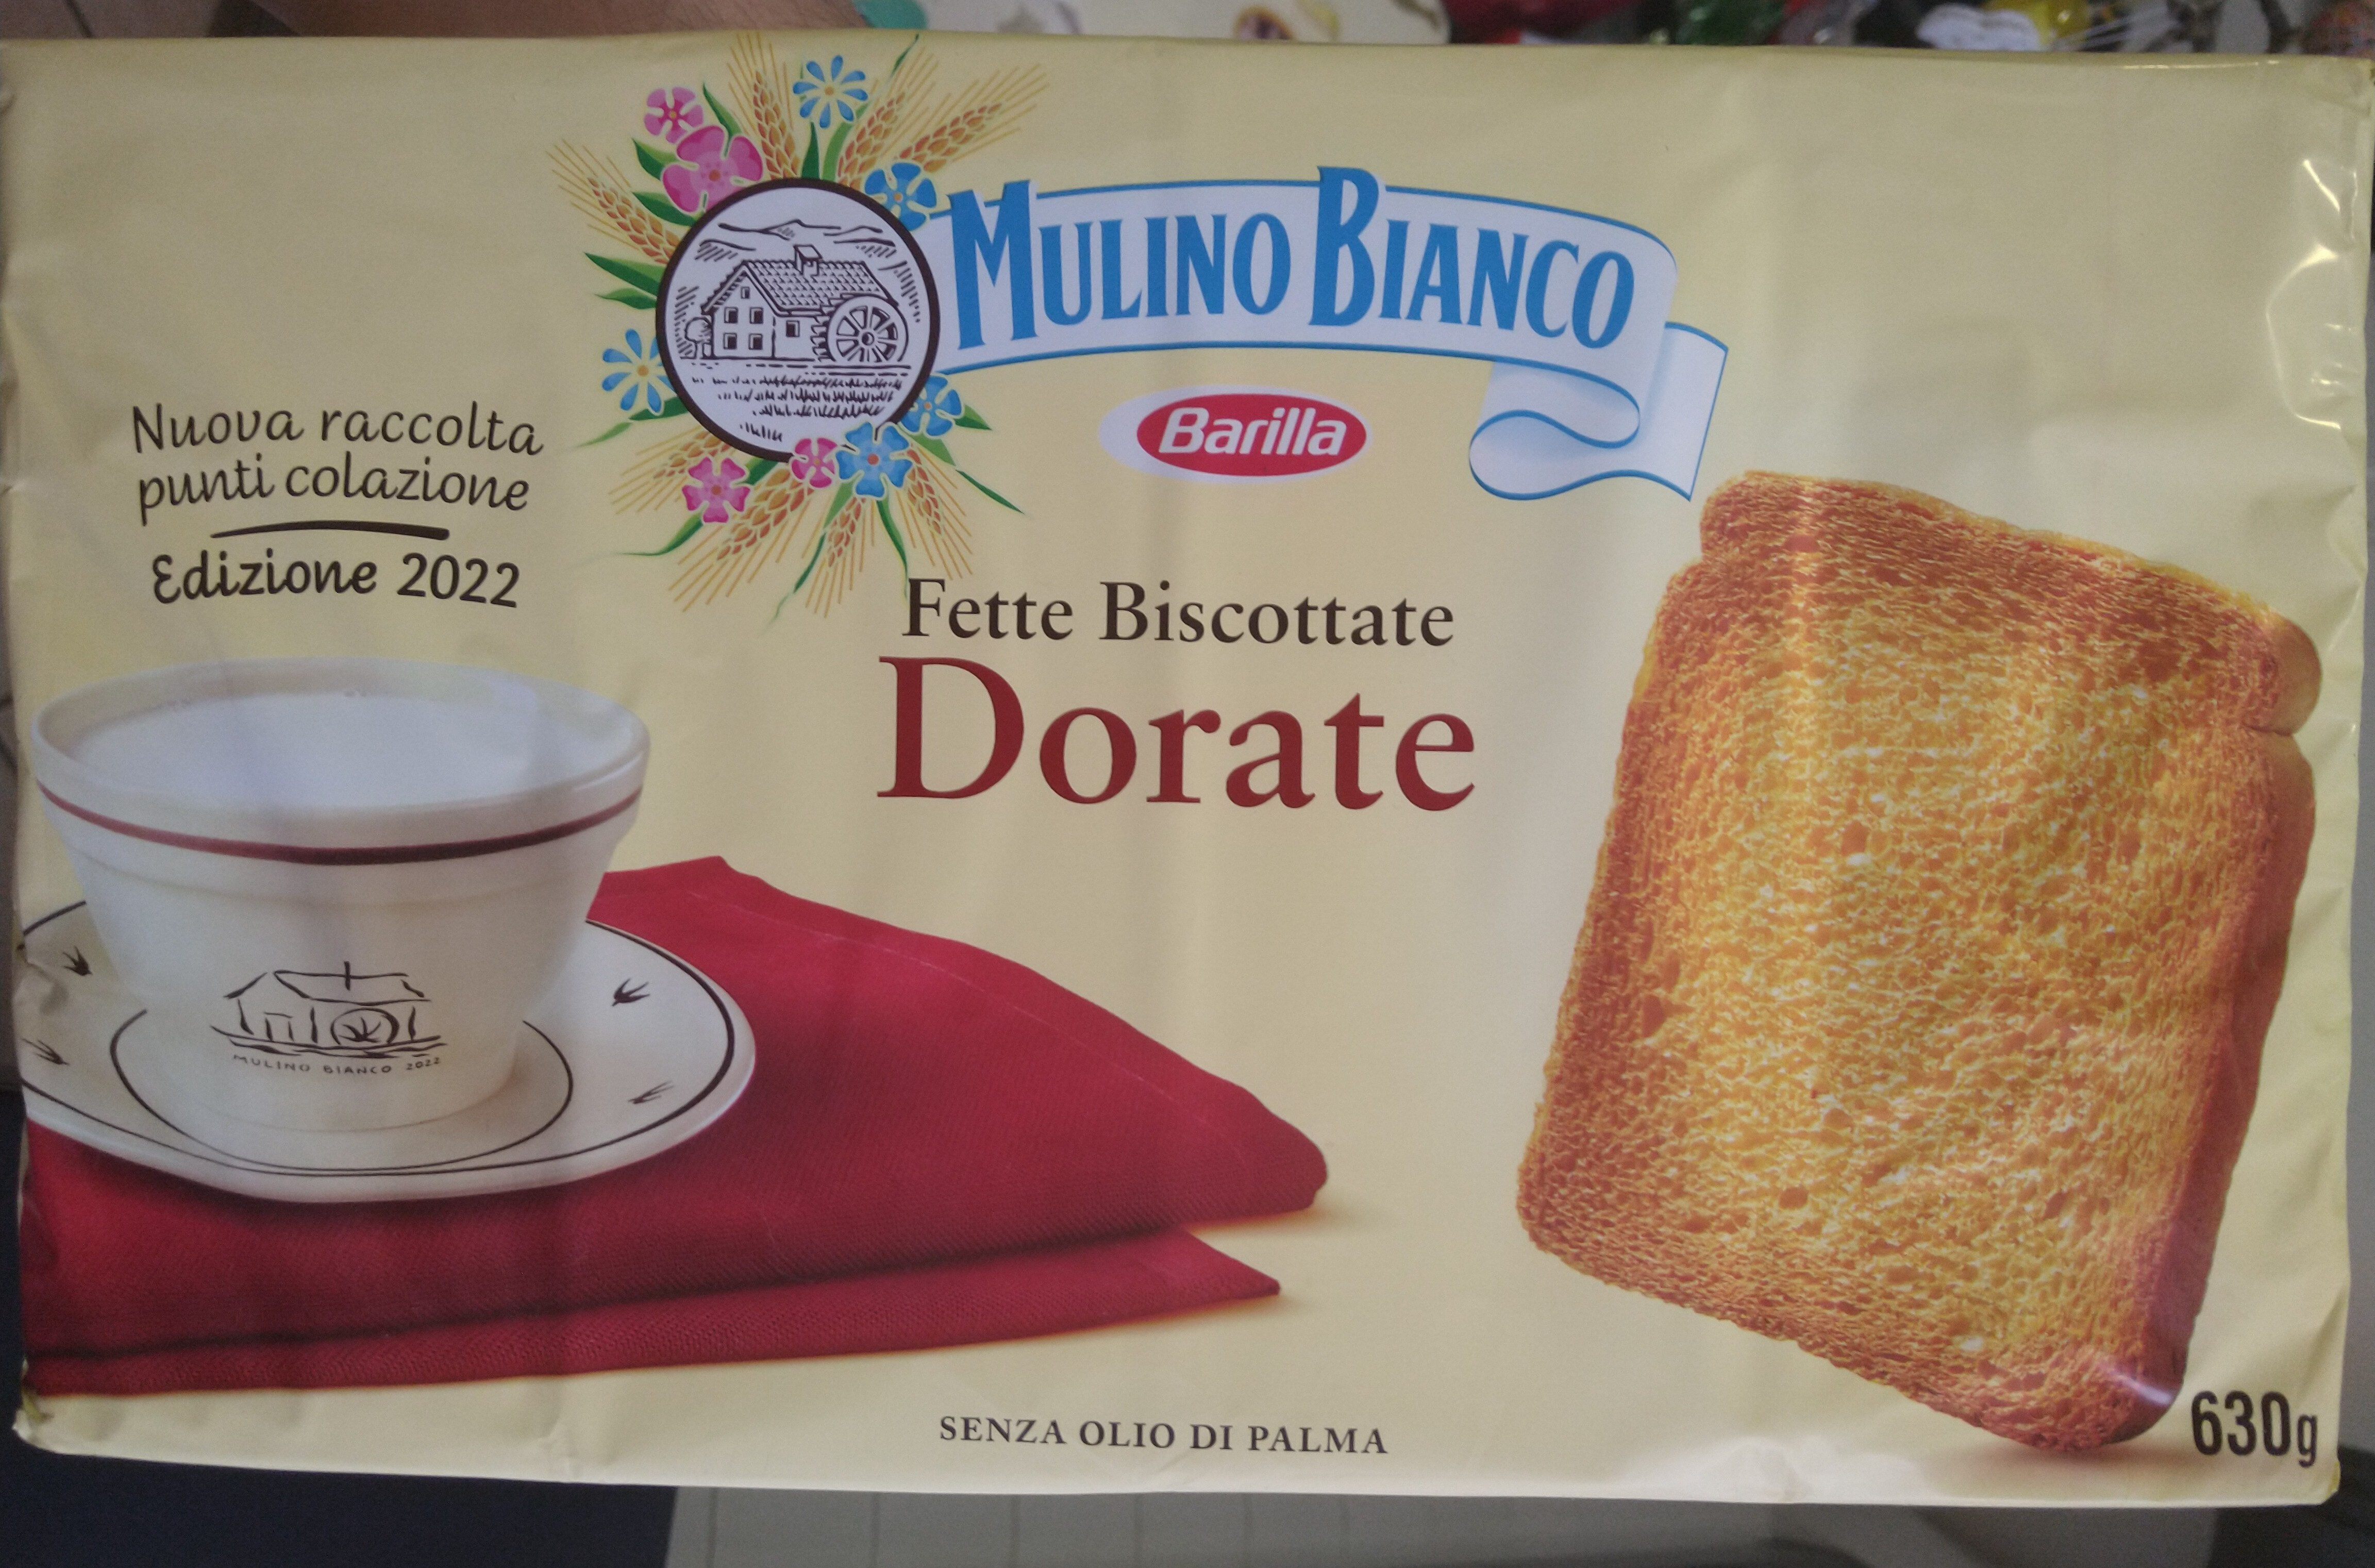 MULINO BIANCO
Barilla
Nuova raccolta
punti colazione
Edizione 2022
Fette Biscottate
Dorate
MULINO BIANCO 2022
SENZA OLIO DI PALMA
630g